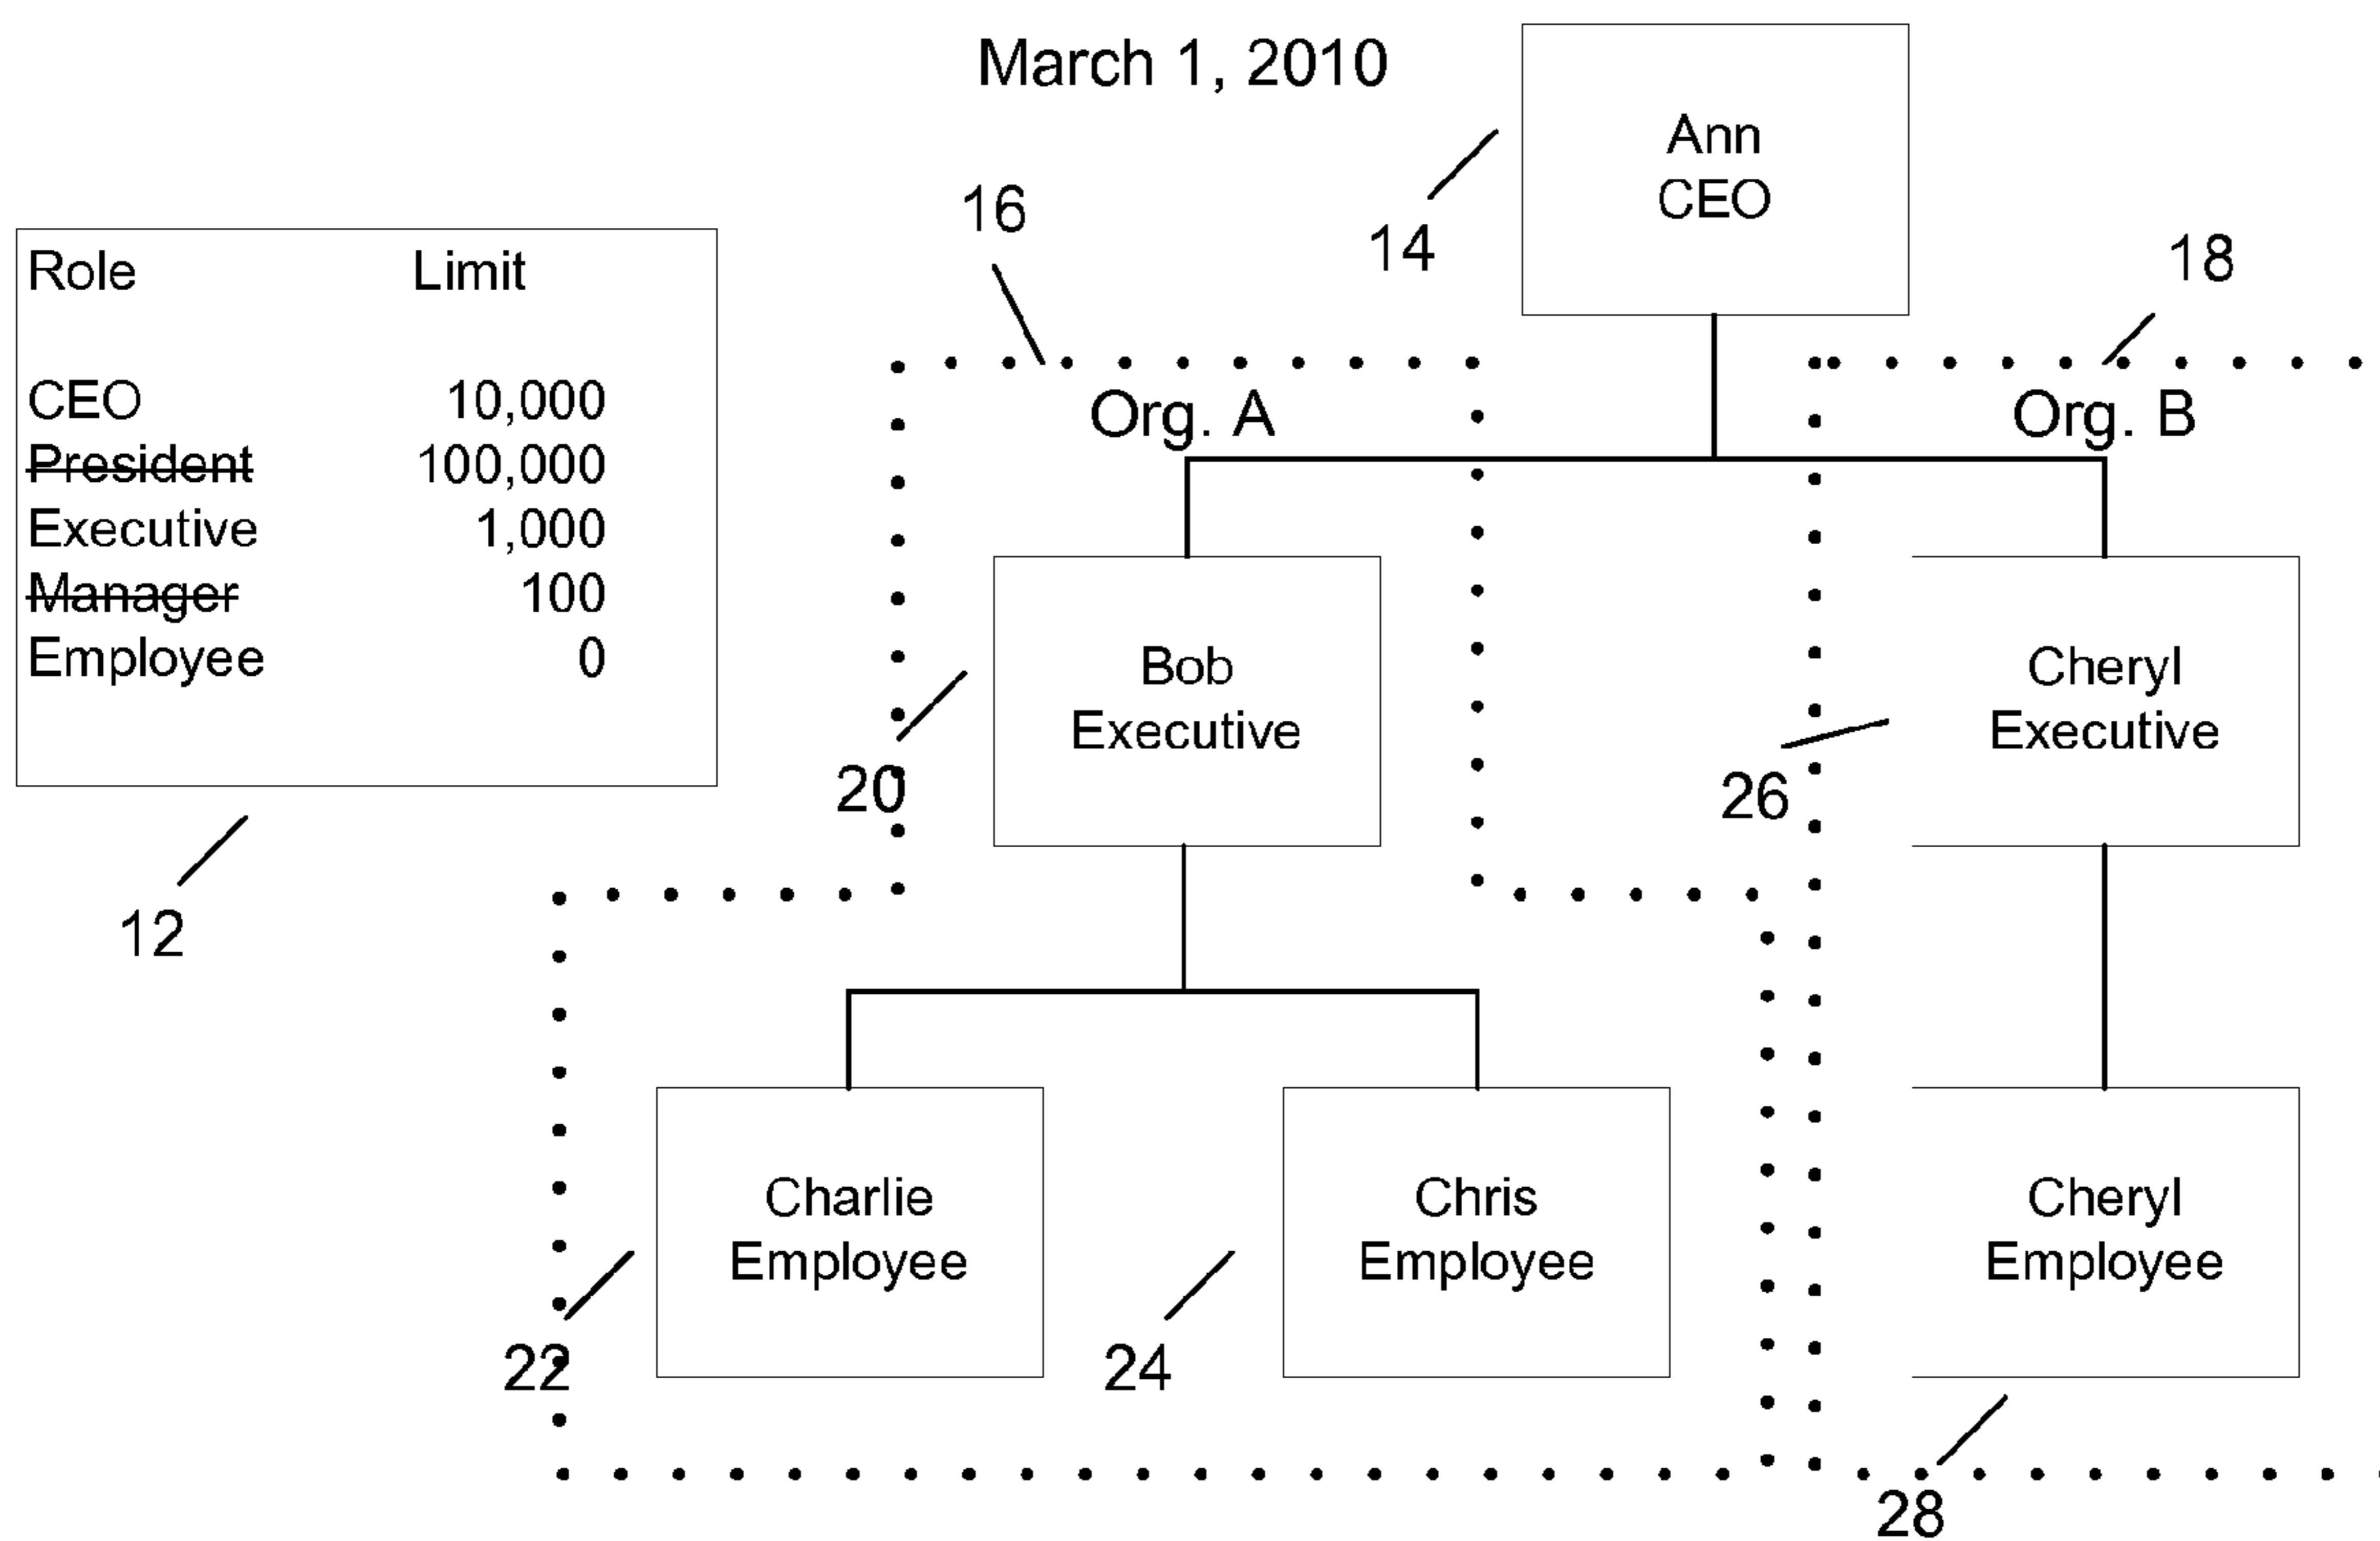 March 1, 2010
Ann
CEO
14
16
18
Role Limit
CEO 10,000
President 100,000
Executive 1,000
Manager 100
Employee 0
12
Org. A
Org. B
Bob
Executive
20
Cheryl
Executive
26
Charlie
Employee
22
Chris
Employee
24
Cheryl
Employee
28